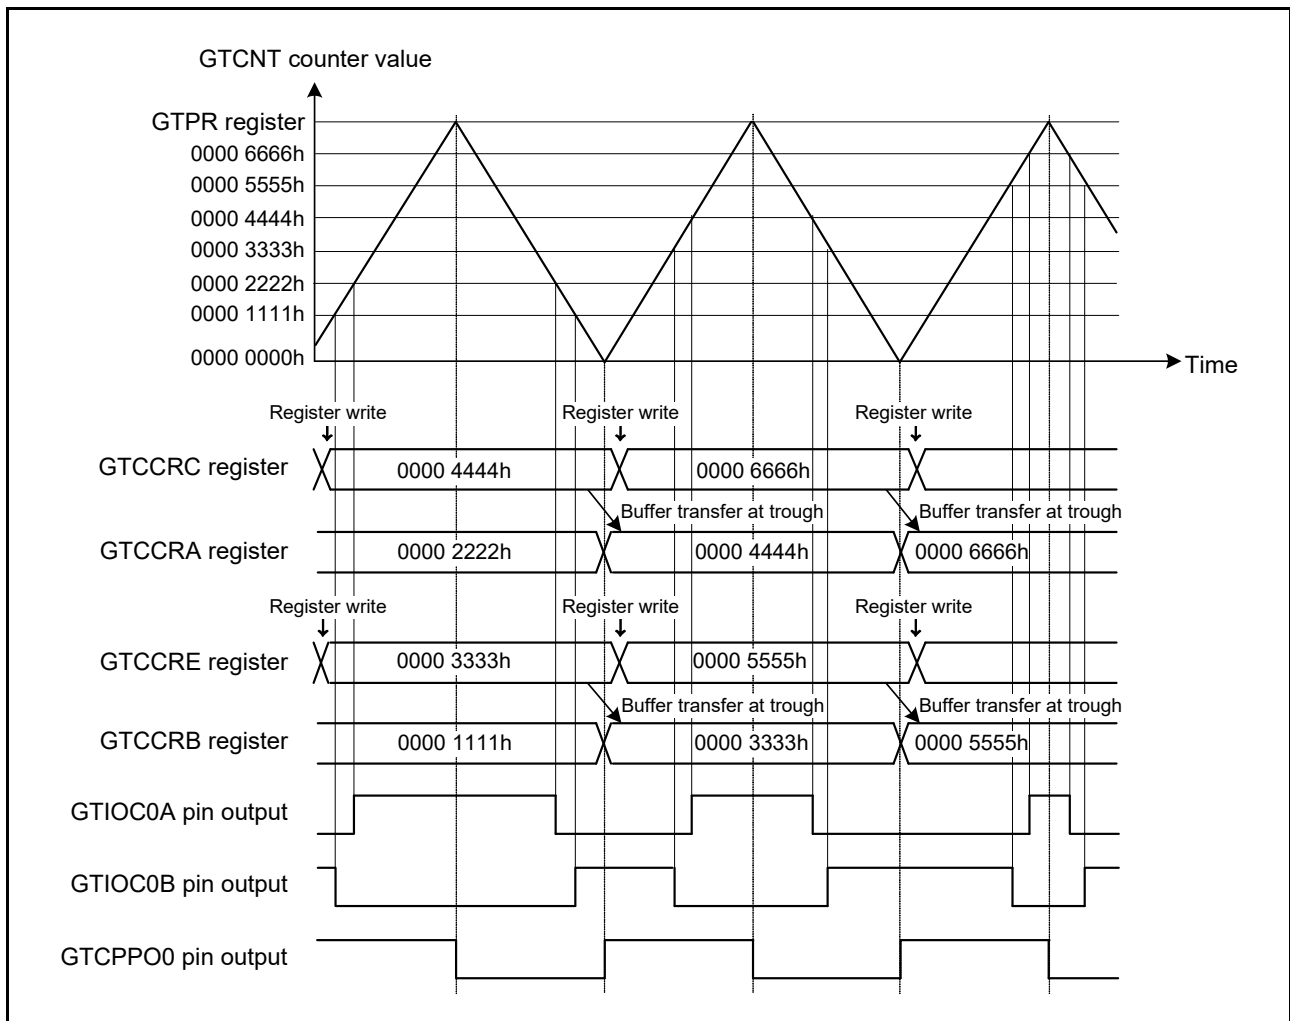 GTCNT counter value
GTPR register
0000 6666h
0000 5555h
0000 4444h
0000 3333h
0000 2222h
0000 1111h
0000 0000h
Time
Register write Register write Register write
GTCCRC register 0000 4444h 0000 6666h
Buffer transfer at trough Buffer transfer at trough
GTCCRA register 0000 2222h 0000 4444h 0000 6666h
Register write Register write Register write
GTCCRE register 0000 3333h 0000 5555h
Buffer transfer at trough Buffer transfer at trough
GTCCRB register 0000 1111h 0000 3333h 0000 5555h
GTIOC0A pin output
GTIOC0B pin output
GTCPPO0 pin output